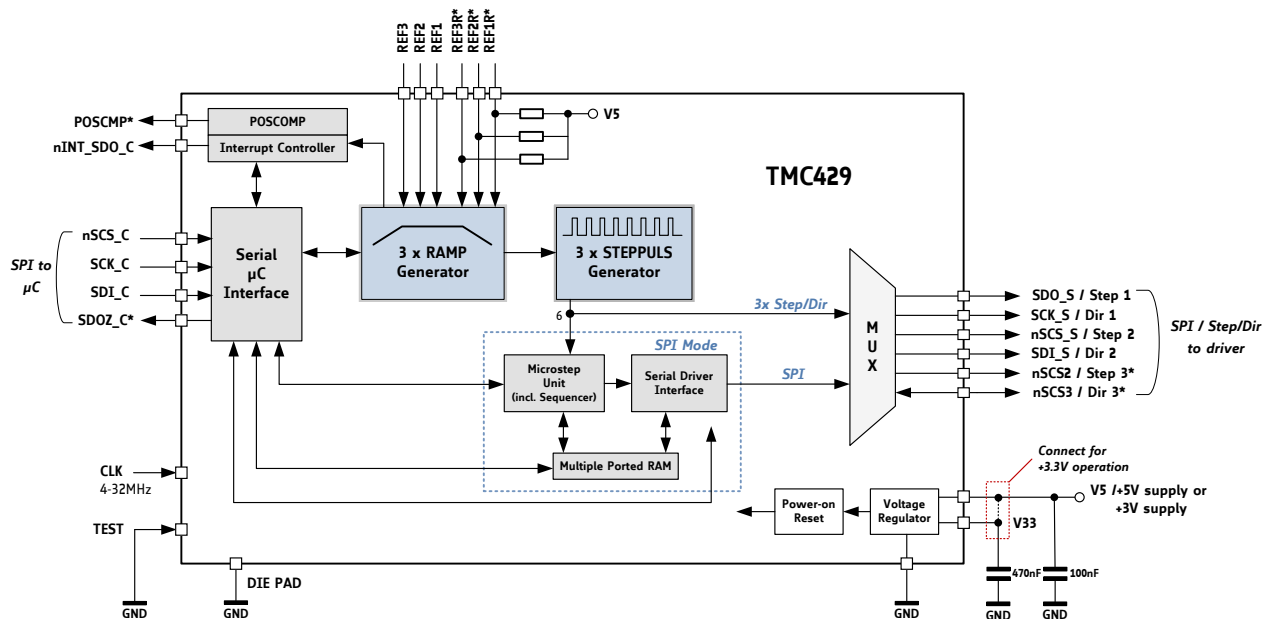 REF3
REF2
REF1
REF3R*
REF2R*
REF1R*
V5
TMC429
POSCMP*
nINT_SDO_C
POSCOMP
Interrupt Controller
nSCS_C
SCK_C
SDI_C
SDOZ_C*
SPI to
µC
Serial
µC
Interface
3 x RAMP
Generator
3 x STEPPULS
Generator
6
3x Step/Dir
SPI Mode
Microstep
Unit
(incl. Sequencer)
Serial Driver
Interface
SPI
Multiple Ported RAM
M
U
X
SDO_S / Step 1
SCK_S / Dir 1
nSCS_S / Step 2
SDI_S / Dir 2
nSCS2 / Step 3*
nSCS3 / Dir 3*
SPI / Step/Dir
to driver
CLK
4-32MHz
TEST
Power-on
Reset
Voltage
Regulator
Connect for
+3.3V operation
V5 /+5V supply or
+3V supply
V33
470nF
100nF
DIE PAD
GND
GND
GND
GND
GND